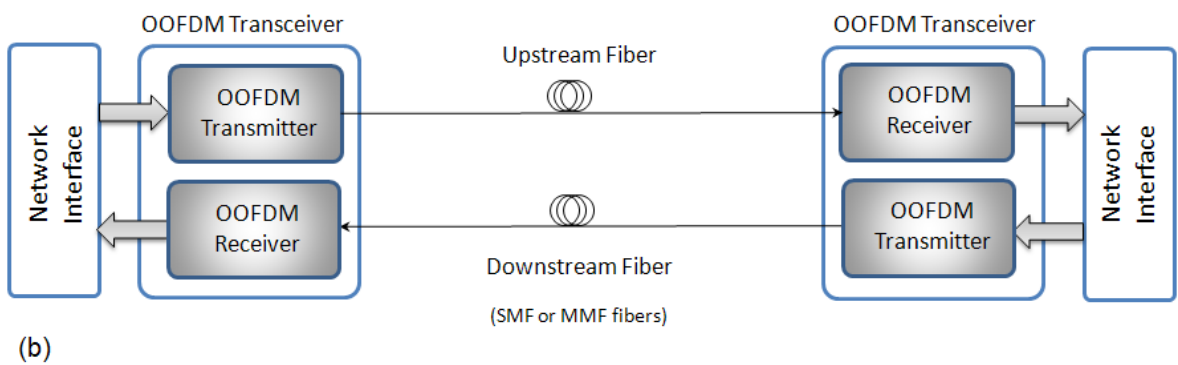 OOFDM Transceiver
OOFDM Transceiver
Network
Interface
OOFDM
Transmitter
Upstream Fiber
OOFDM
Receiver
Network
Interface
OOFDM
Receiver
Downstream Fiber
(SMF or MMF fibers)
OOFDM
Transmitter
(b)